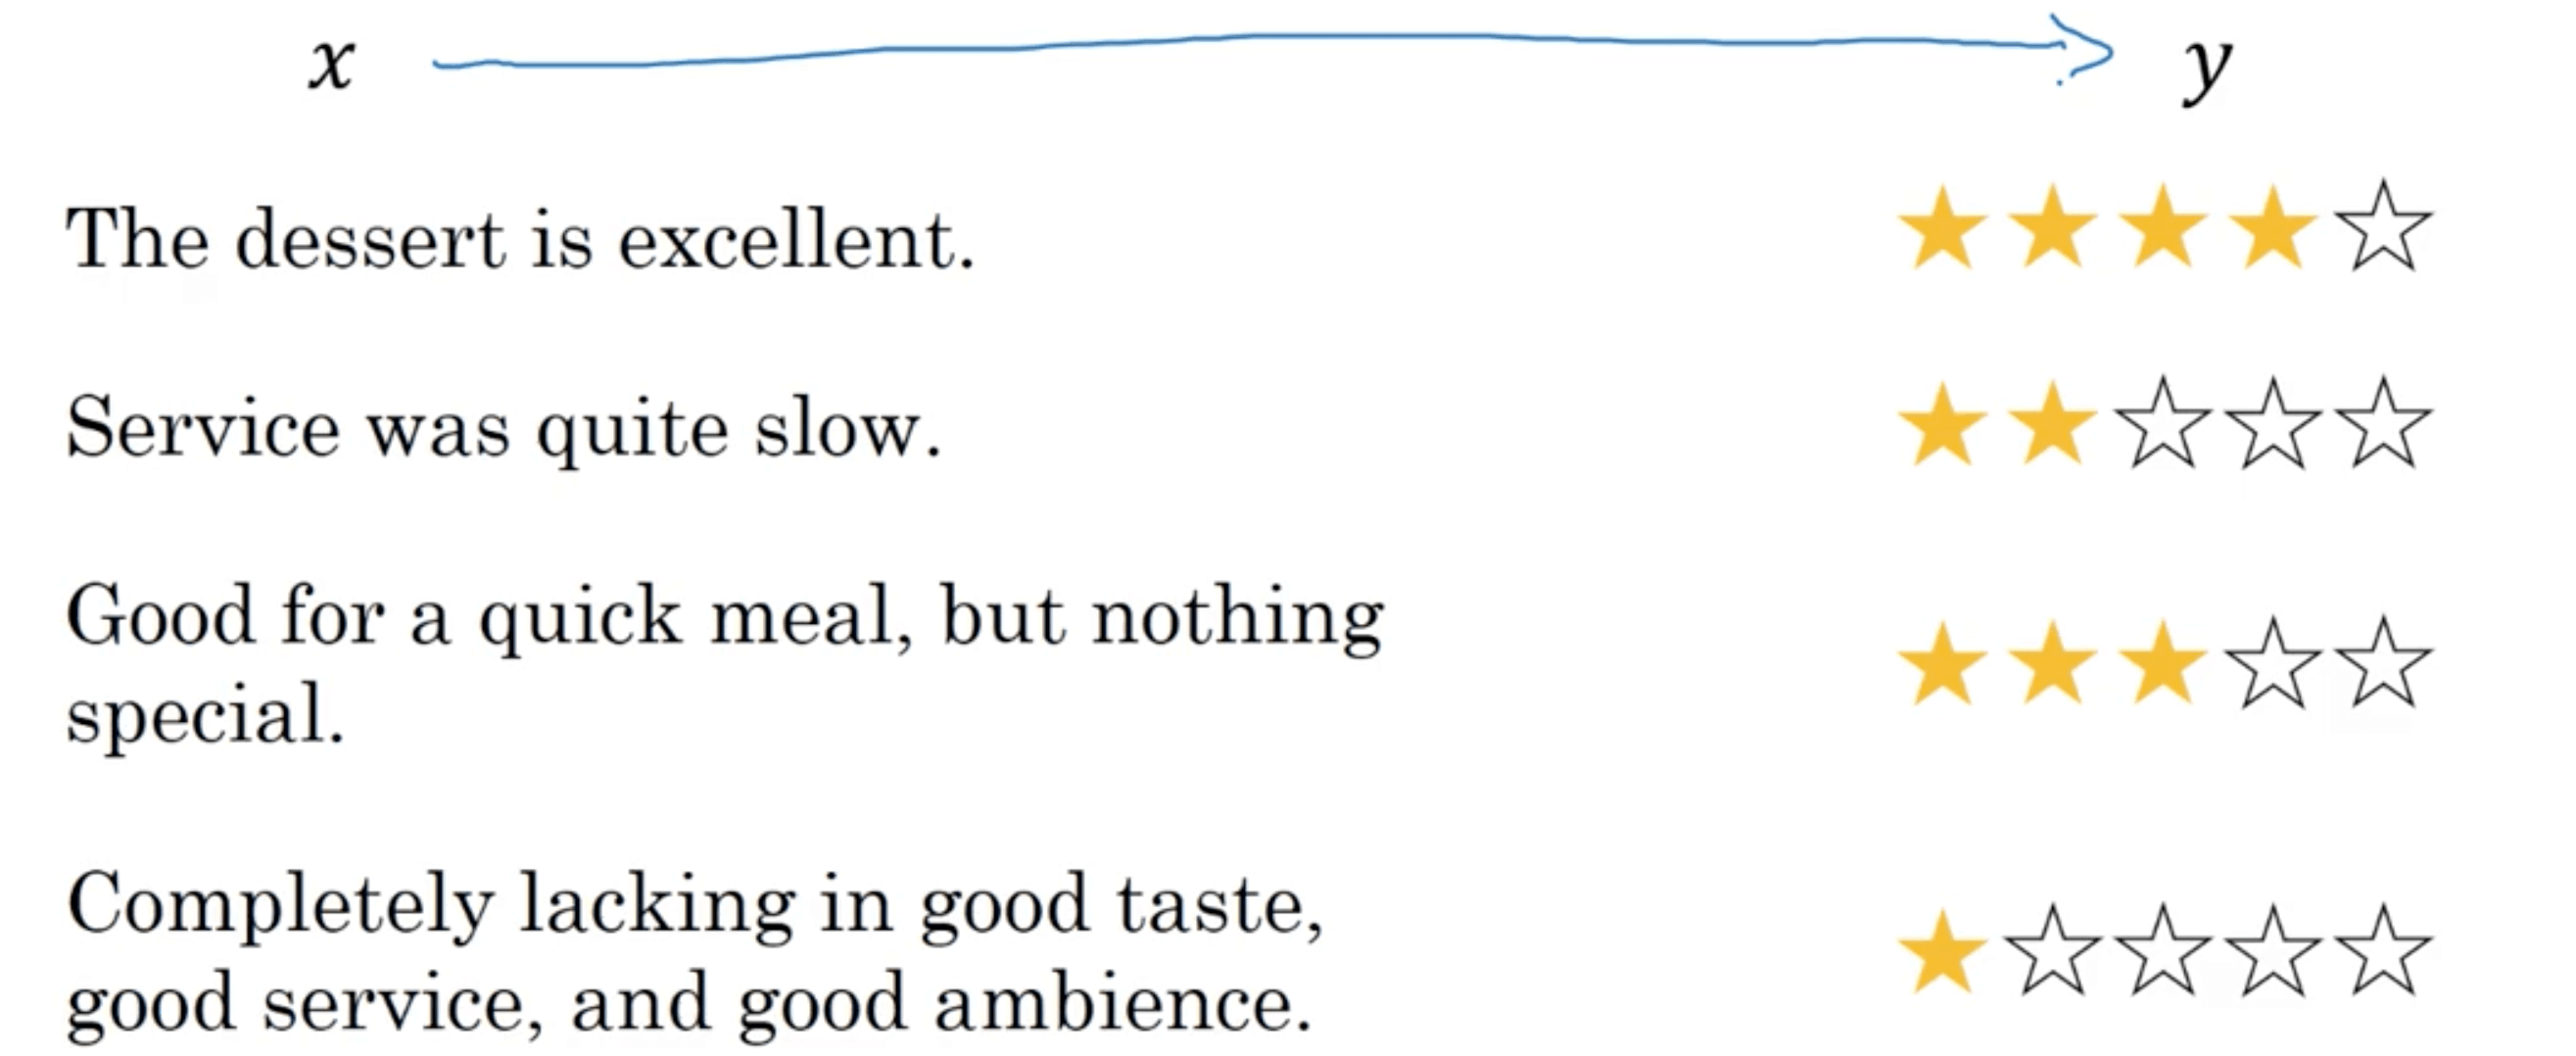 x y
The dessert is excellent.
Service was quite slow.
Good for a quick meal, but nothing
special.
Completely lacking in good taste,
good service, and good ambience.